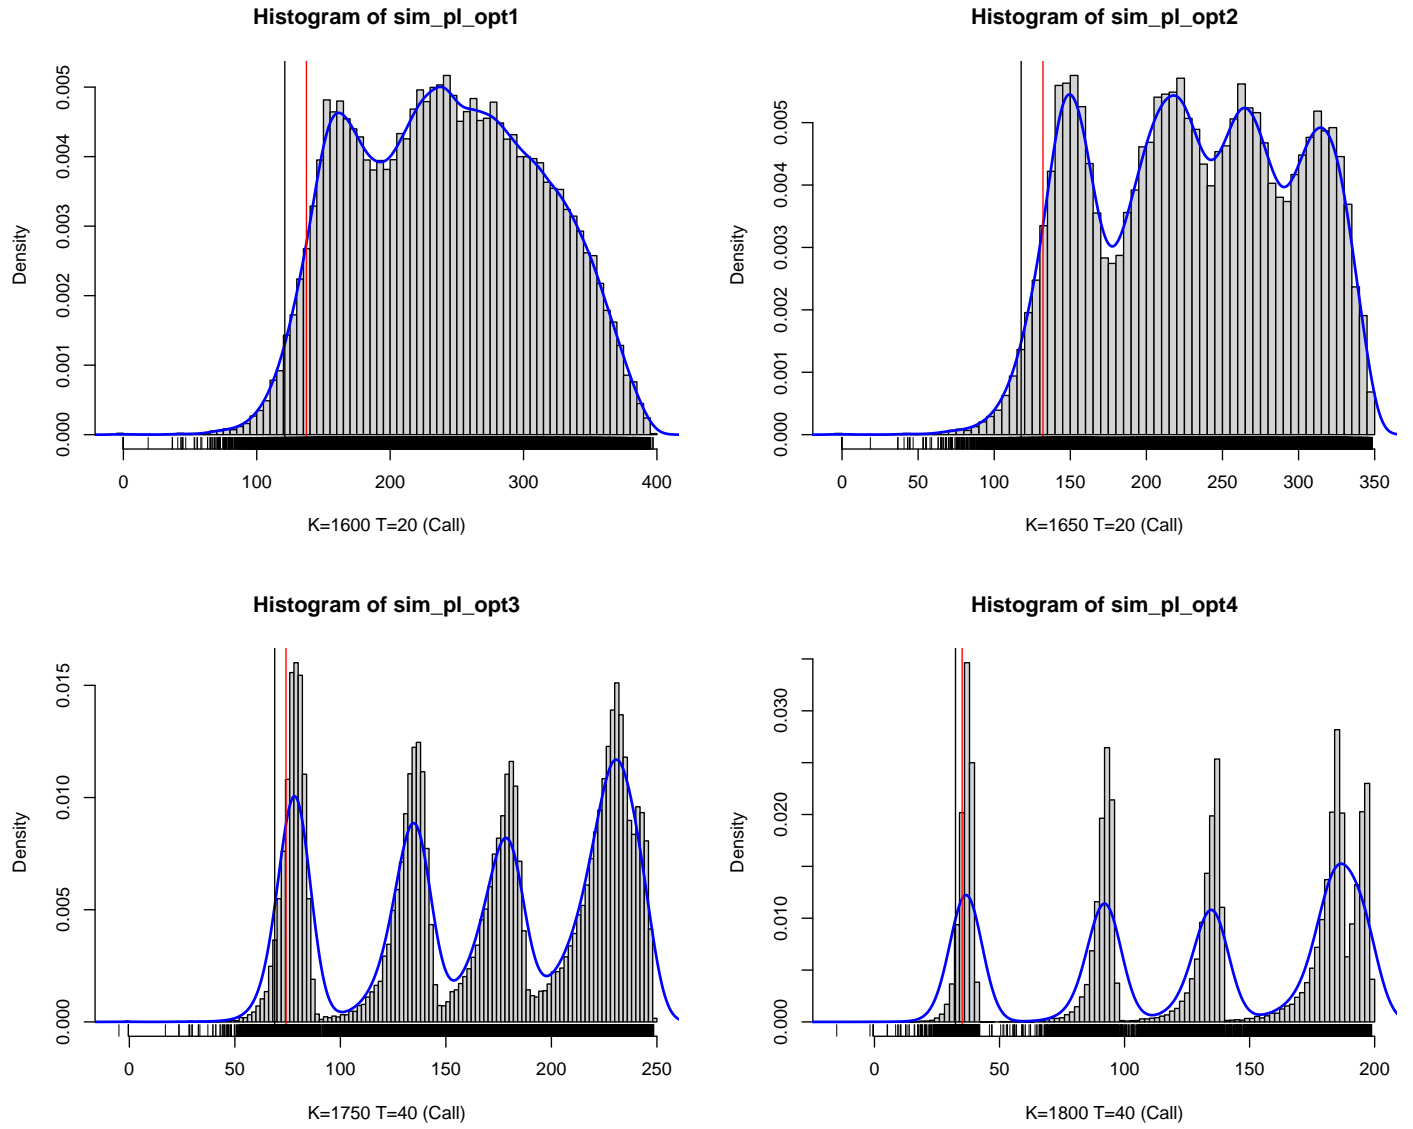 Histogram of sim_pl_opt1
Density
0.000 0.001 0.002 0.003 0.004 0.005
0 100 200 300 400
K=1600 T=20 (Call)
Histogram of sim_pl_opt2
Density
0.000 0.001 0.002 0.003 0.004 0.005
0 50 100 150 200 250 300 350
K=1650 T=20 (Call)
Histogram of sim_pl_opt3
Density
0.000 0.005 0.010 0.015
0 50 100 150 200 250
K=1750 T=40 (Call)
Histogram of sim_pl_opt4
Density
0.000 0.010 0.020 0.030
0 50 100 150 200
K=1800 T=40 (Call)